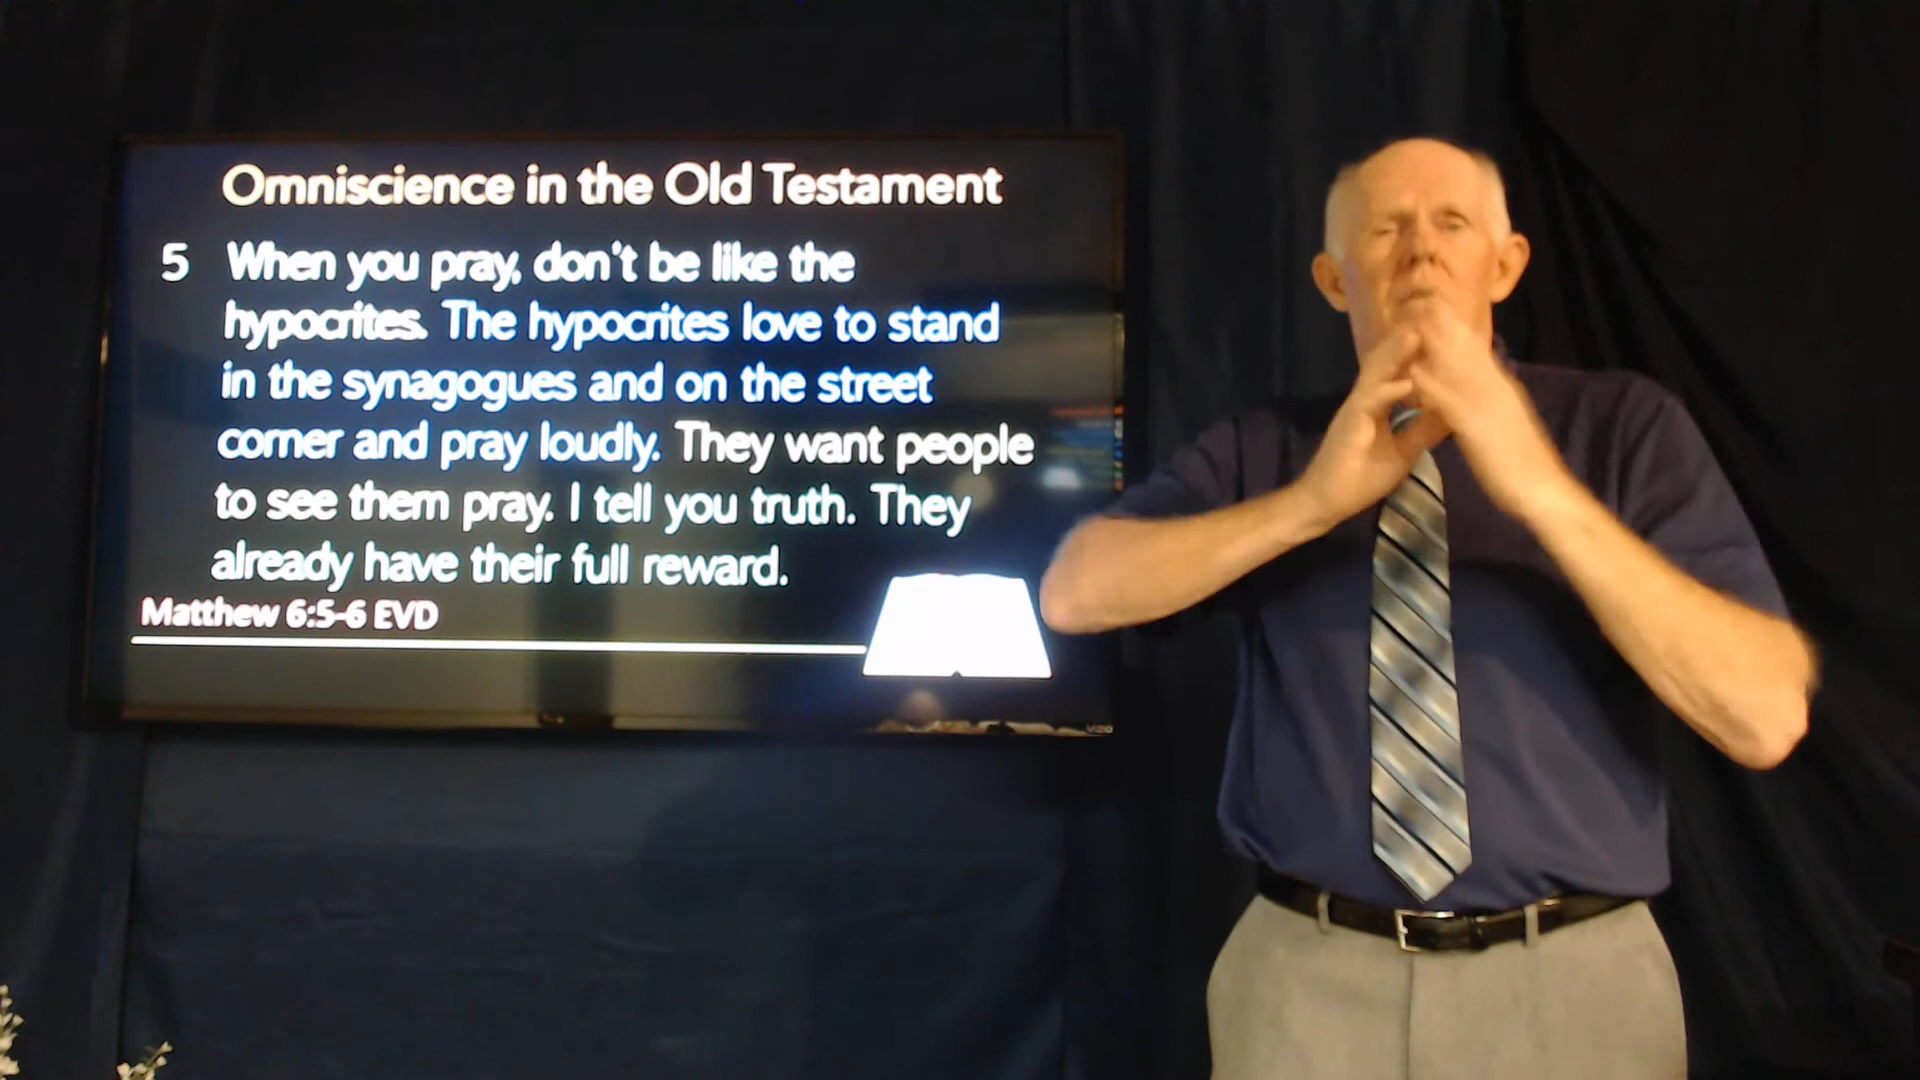 Omniscience in the Old Testament
5 When you pray, don't be like the
hypocrites. The hypocrites love to stand
in the synagogues and on the street
corner and pray loudly. They want people
to see them pray. I tell you truth. They
already have their full reward.
Matthew 6:5-6 EVD
VIZIO